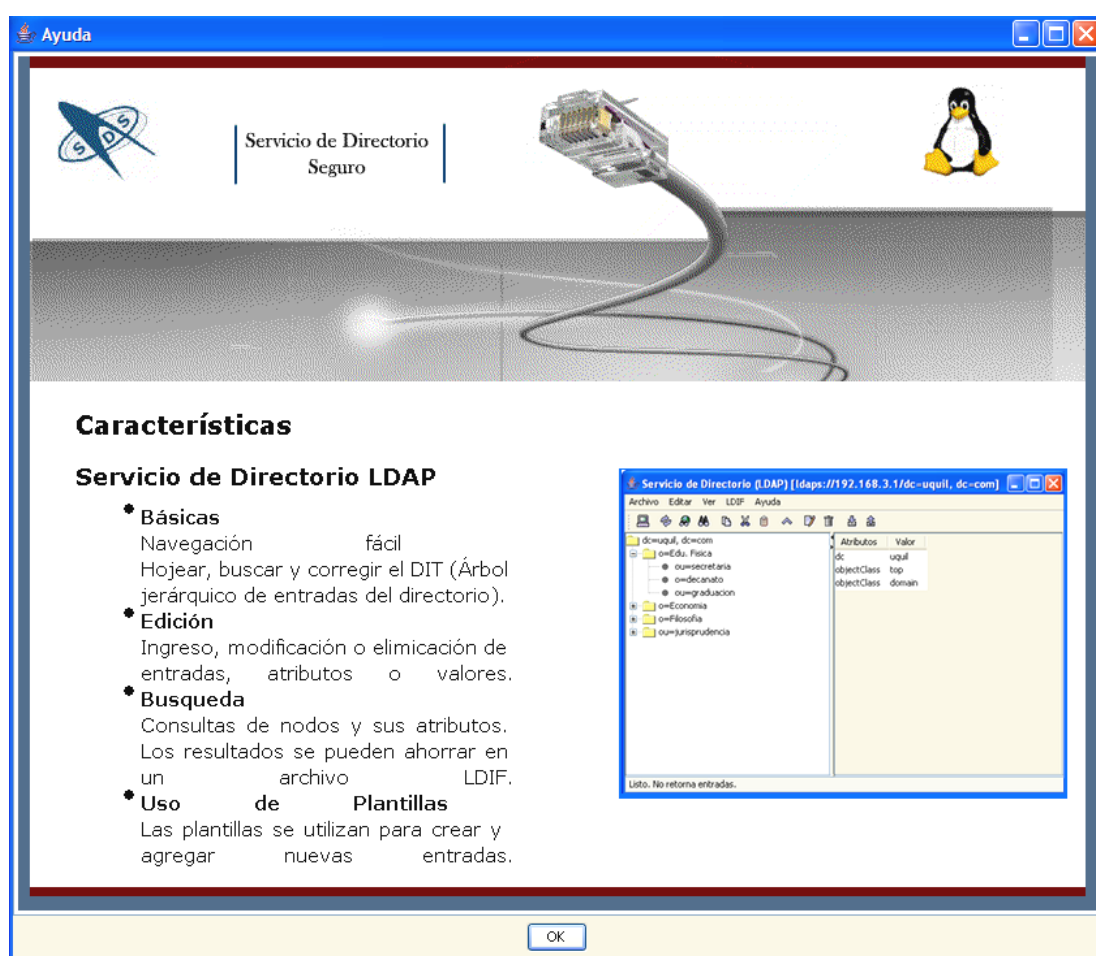 Ayuda
SDS
Servicio de Directorio
Seguro
Características
Servicio de Directorio LDAP
Básicas
Navegación fácil
Hojear, buscar y corregir el DIT (Árbol
jerárquico de entradas del directorio).
Edición
Ingreso, modificación o elimicación de
entradas, atributos o valores.
Busqueda
Consultas de nodos y sus atributos.
Los resultados se pueden ahorrar en
un archivo LDIF.
Uso de Plantillas
Las plantillas se utilizan para crear y
agregar nuevas entradas.
Servicio de Directorio (LDAP) [ldaps://192.168.3.1/dc=uquil, dc=com]
Archivo Editar Ver LDIF Ayuda
dc=uquil, dc=com
o=Edu. Fisica
ou=secretaria
o=decanato
ou=graduacion
o=Economia
o=Filosofia
ou=jurisprudencia
Atributos Valor
dc uquil
objectClass top
objectClass domain
Listo. No retorna entradas.
OK